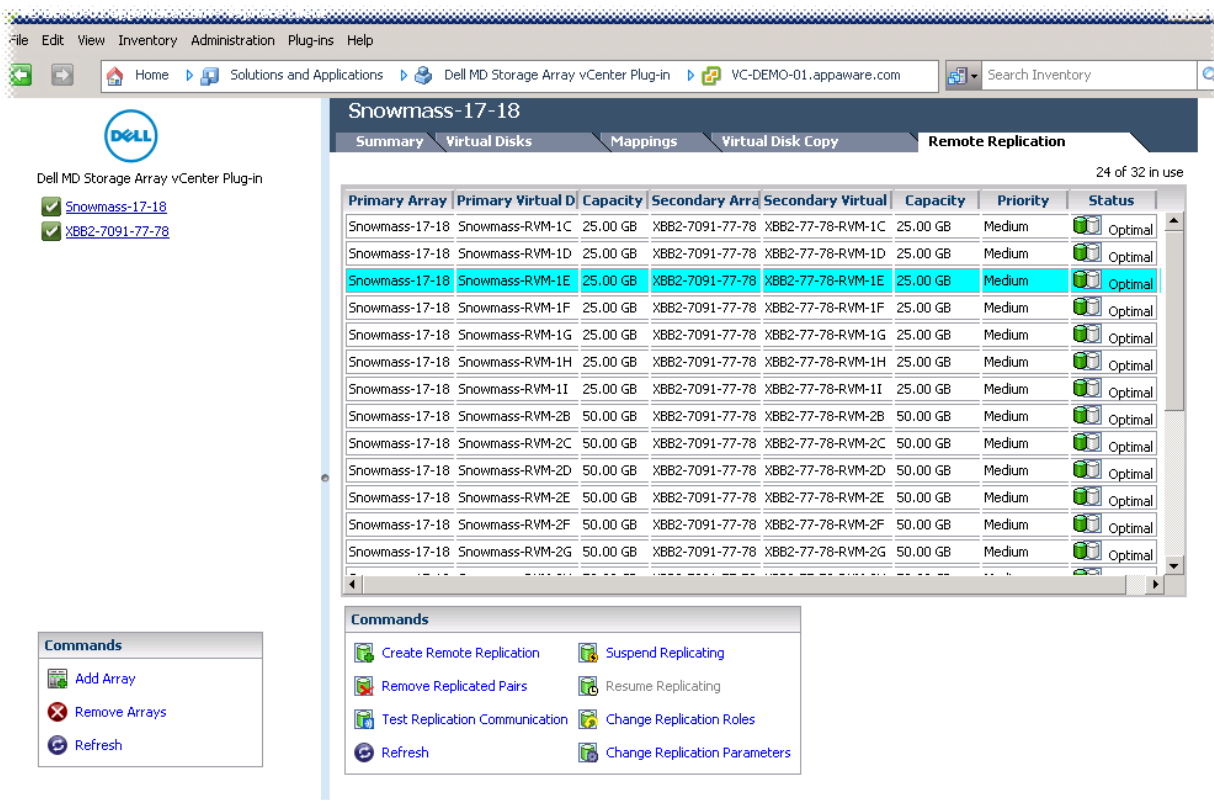 File Edit View Inventory Administration Plug-ins Help
Home Solutions and Applications Dell MD Storage Array vCenter Plug-in VC-DEMO-01.appaware.com Search Inventory
DELL
Dell MD Storage Array vCenter Plug-in
Snowmass-17-18
XBB2-7091-77-78
Commands
Add Array
Remove Arrays
Refresh
Snowmass-17-18
Summary Virtual Disks Mappings Virtual Disk Copy Remote Replication
24 of 32 in use
Primary Array Primary Virtual D Capacity Secondary Arra Secondary Virtual Capacity Priority Status
Snowmass-17-18 Snowmass-RVM-1C 25.00 GB XBB2-7091-77-78 XBB2-77-78-RVM-1C 25.00 GB Medium Optimal
Snowmass-17-18 Snowmass-RVM-1D 25.00 GB XBB2-7091-77-78 XBB2-77-78-RVM-1D 25.00 GB Medium Optimal
Snowmass-17-18 Snowmass-RVM-1E 25.00 GB XBB2-7091-77-78 XBB2-77-78-RVM-1E 25.00 GB Medium Optimal
Snowmass-17-18 Snowmass-RVM-1F 25.00 GB XBB2-7091-77-78 XBB2-77-78-RVM-1F 25.00 GB Medium Optimal
Snowmass-17-18 Snowmass-RVM-1G 25.00 GB XBB2-7091-77-78 XBB2-77-78-RVM-1G 25.00 GB Medium Optimal
Snowmass-17-18 Snowmass-RVM-1H 25.00 GB XBB2-7091-77-78 XBB2-77-78-RVM-1H 25.00 GB Medium Optimal
Snowmass-17-18 Snowmass-RVM-1I 25.00 GB XBB2-7091-77-78 XBB2-77-78-RVM-1I 25.00 GB Medium Optimal
Snowmass-17-18 Snowmass-RVM-2B 50.00 GB XBB2-7091-77-78 XBB2-77-78-RVM-2B 50.00 GB Medium Optimal
Snowmass-17-18 Snowmass-RVM-2C 50.00 GB XBB2-7091-77-78 XBB2-77-78-RVM-2C 50.00 GB Medium Optimal
Snowmass-17-18 Snowmass-RVM-2D 50.00 GB XBB2-7091-77-78 XBB2-77-78-RVM-2D 50.00 GB Medium Optimal
Snowmass-17-18 Snowmass-RVM-2E 50.00 GB XBB2-7091-77-78 XBB2-77-78-RVM-2E 50.00 GB Medium Optimal
Snowmass-17-18 Snowmass-RVM-2F 50.00 GB XBB2-7091-77-78 XBB2-77-78-RVM-2F 50.00 GB Medium Optimal
Snowmass-17-18 Snowmass-RVM-2G 50.00 GB XBB2-7091-77-78 XBB2-77-78-RVM-2G 50.00 GB Medium Optimal
Commands
Create Remote Replication Suspend Replicating
Remove Replicated Pairs Resume Replicating
Test Replication Communication Change Replication Roles
Refresh Change Replication Parameters